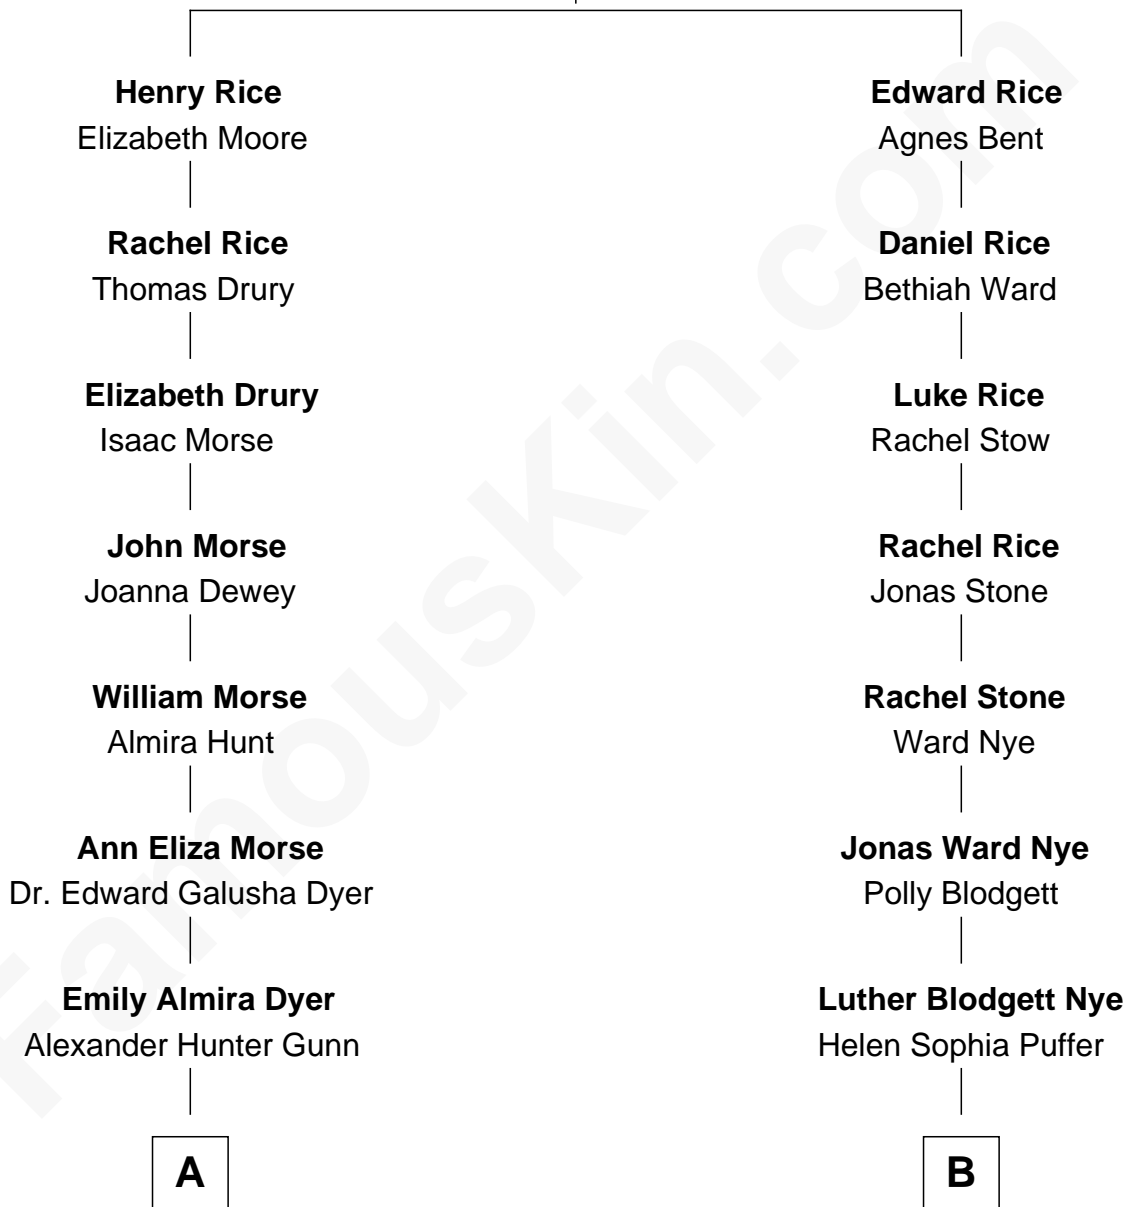 Henry Rice
Elizabeth Moore
Rachel Rice
Thomas Drury
Elizabeth Drury
Isaac Morse
John Morse
Joanna Dewey
William Morse
Almira Hunt
Ann Eliza Morse
Dr. Edward Galusha Dyer
Emily Almira Dyer
Alexander Hunter Gunn
A
Edward Rice
Agnes Bent
Daniel Rice
Bethiah Ward
Luke Rice
Rachel Stow
Rachel Rice
Jonas Stone
Rachel Stone
Ward Nye
Jonas Ward Nye
Polly Blodgett
Luther Blodgett Nye
Helen Sophia Puffer
B
FamousKin.com